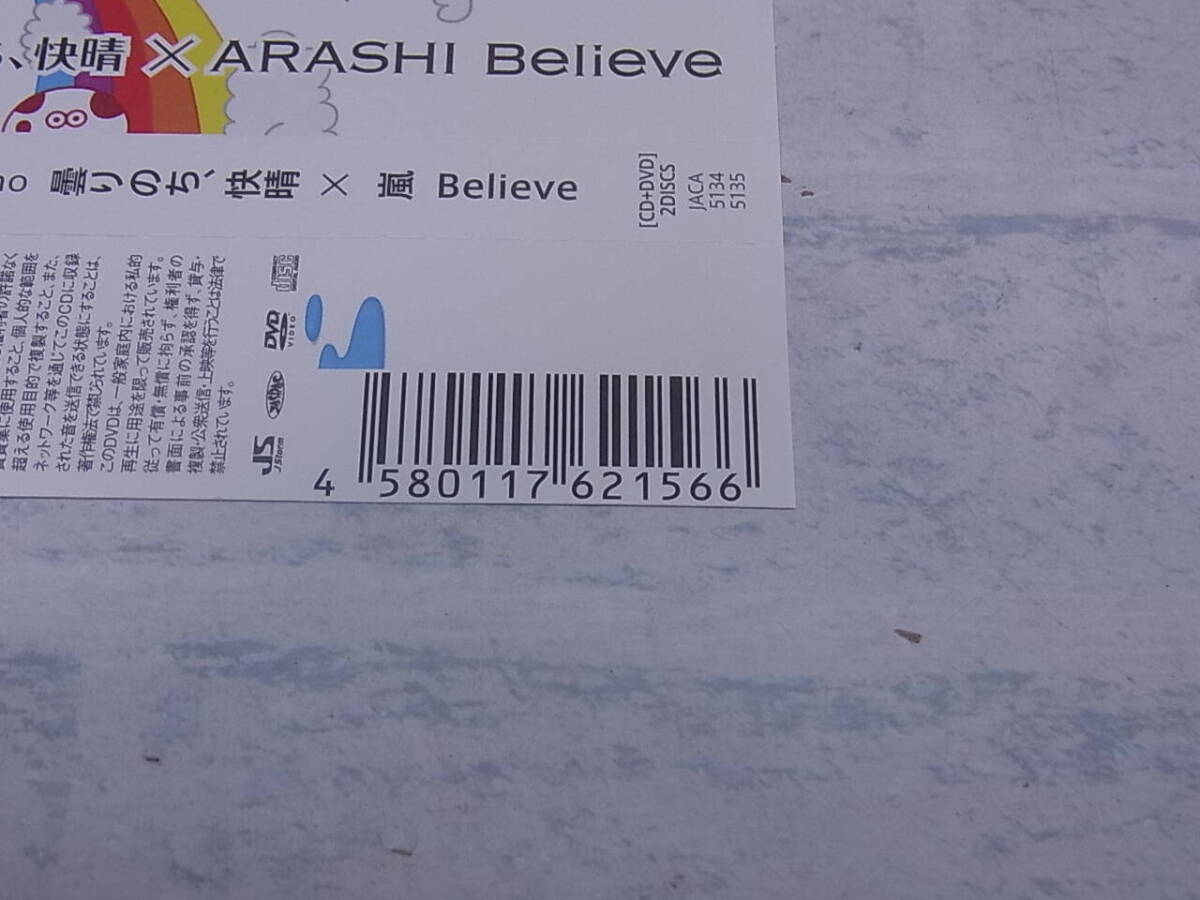 、快晴 × ARASHI Believe
曇りのち、快晴 × 嵐 Believe
[CD+DVD]
2DISCS
JACA
5134
5135
超える使用目的で複製すること、また、
ネットワーク等を通じてこのCDに収録
された音を送信できる状態にすることは、
著作権法で禁じられています。
このDVDは、一般家庭内における私的
再生に用途を限って販売されています。
従って有償・無償に拘らず、権利者の
書面による事前の承認を得ず、貸与・
複製・公衆送信・上映等を行うことは法律で
禁止されています。
disc
DVD
VIDEO
JS
J Storm
4 580117 621566